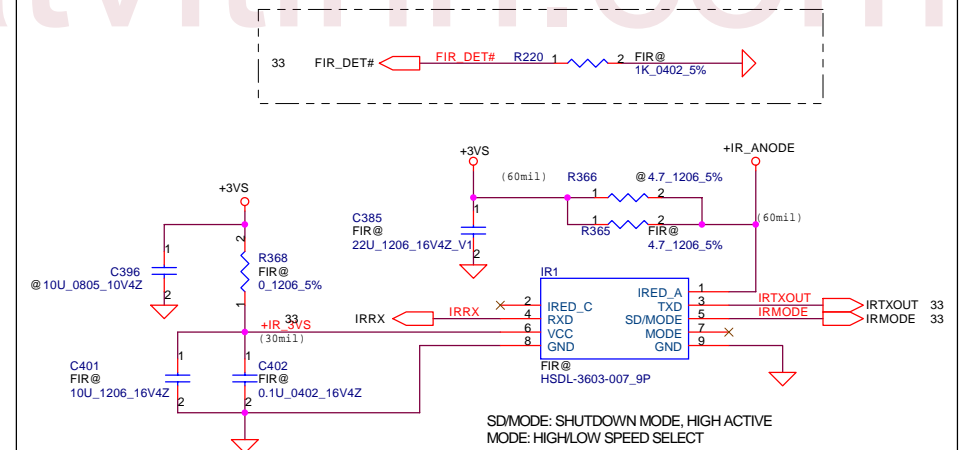 33 FIR_DET# FIR_DET# R220 1 2 FIR@
1K_0402_5%
+3VS
(60mil)
R366
@4.7_1206_5%
1 2
+IR_ANODE
(60mil)
R365
1 2
FIR@
4.7_1206_5%
C385
FIR@
22U_1206_16V4Z_V1
1
2
+3VS
C396
@10U_0805_10V4Z
1
2
2
R368
FIR@
0_1206_5%
1
+IR_3VS
33
(30mil)
IRRX
IRRX
IR1
2 IRED_C
4 RXD
6 VCC
8 GND
IRED_A 1
TXD 3
SD/MODE 5
MODE 7
GND 9
IRTXOUT
IRMODE
IRTXOUT 33
IRMODE 33
FIR@
HSDL-3603-007_9P
C401
FIR@
10U_1206_16V4Z
1
2
C402
FIR@
0.1U_0402_16V4Z
1
2
SD/MODE: SHUTDOWN MODE, HIGH ACTIVE
MODE: HIGH/LOW SPEED SELECT